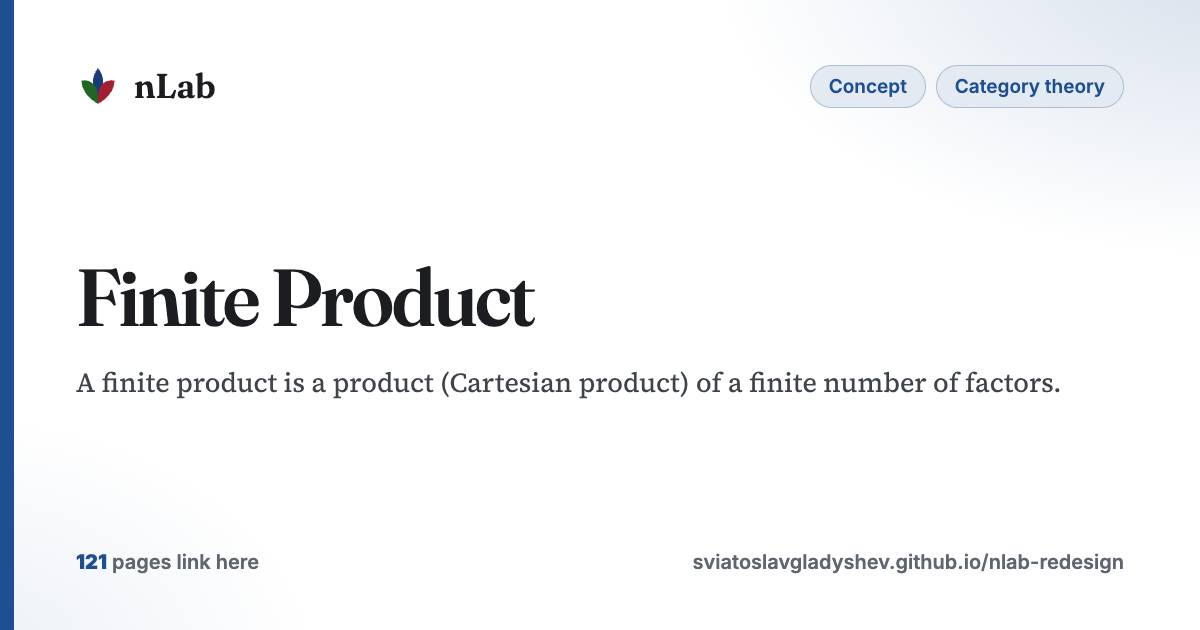 nLab
Concept
Category theory
Finite Product
A finite product is a product (Cartesian product) of a finite number of factors.
121 pages link here
sviatoslavgladyshev.github.io/nlab-redesign